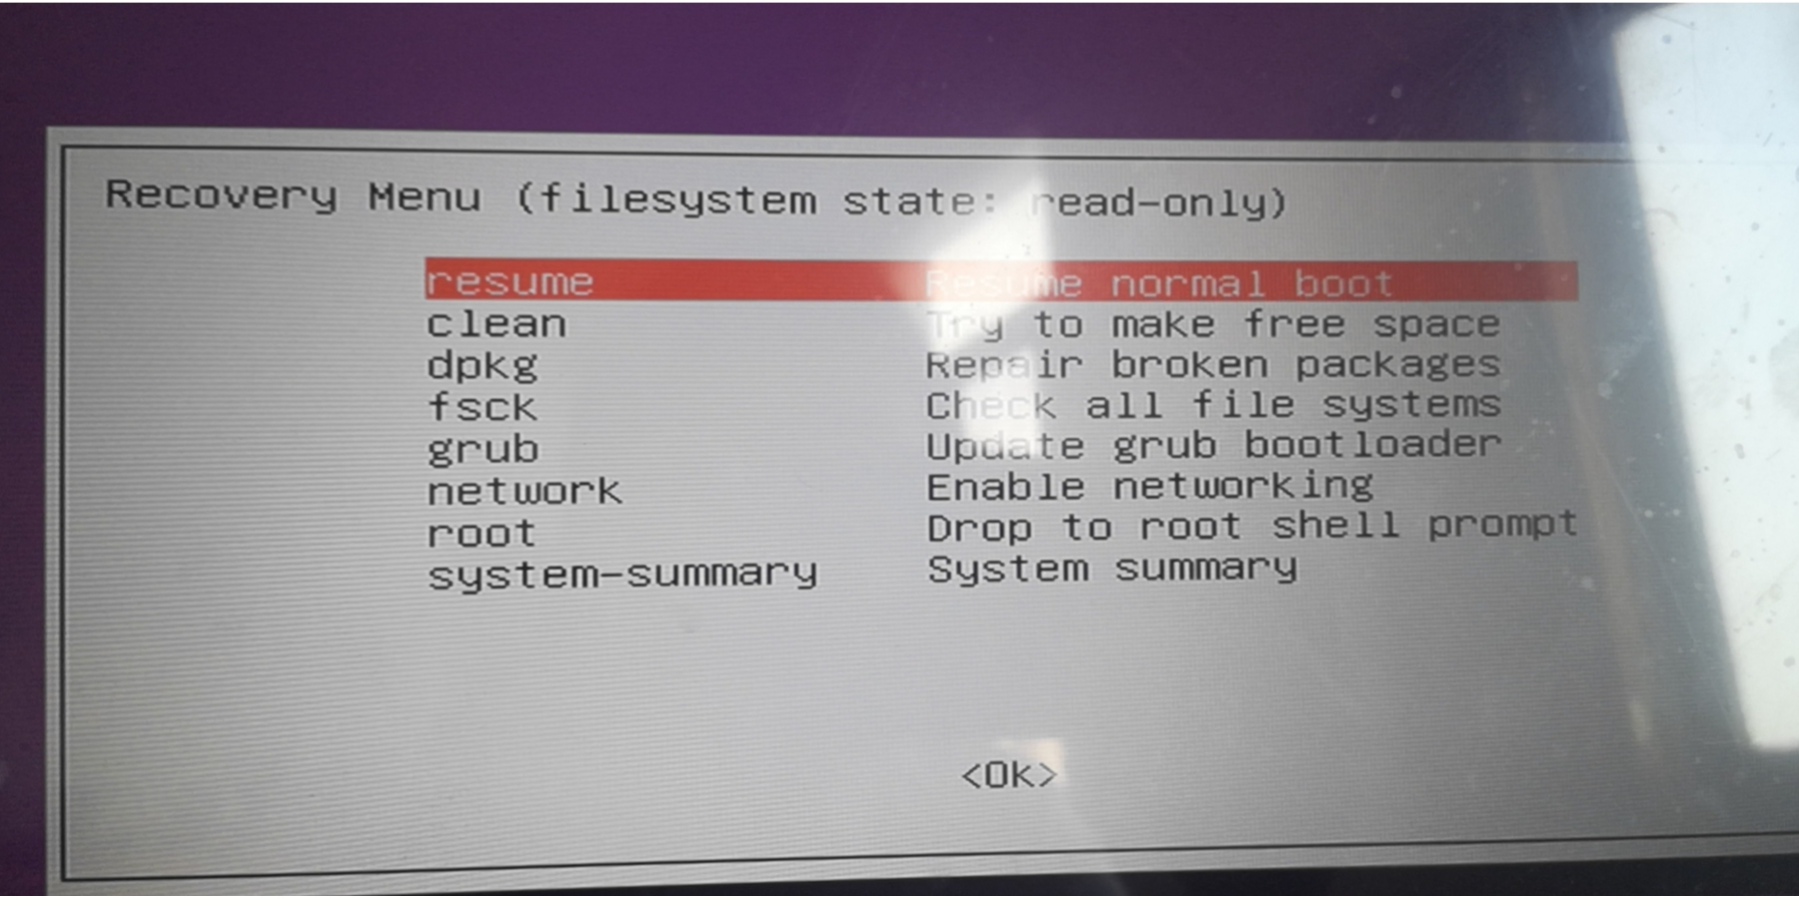 Recovery Menu (filesystem state: read-only)
resume Resume normal boot
clean Try to make free space
dpkg Repair broken packages
fsck Check all file systems
grub Update grub bootloader
network Enable networking
root Drop to root shell prompt
system-summary System summary
<Ok>